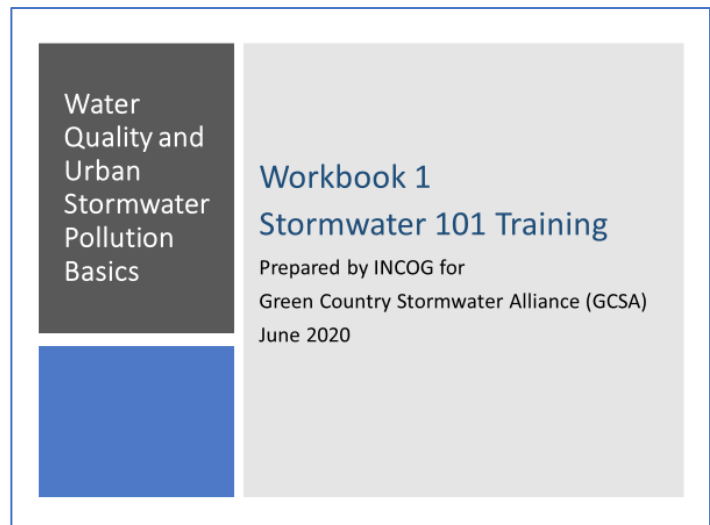 Water
Quality and
Urban
Stormwater
Pollution
Basics
Workbook 1
Stormwater 101 Training
Prepared by INCOG for
Green Country Stormwater Alliance (GCSA)
June 2020